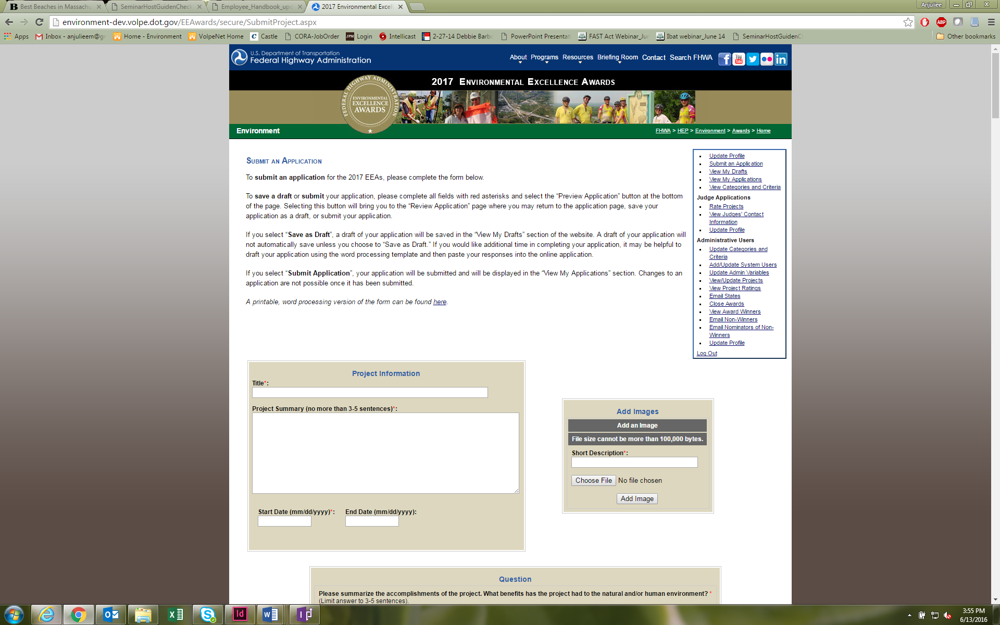 Best Beaches in Massachu
SeminarHostGuidenCheck
Employee_Handbook_upd
2017 Environmental Excell
Anjuliee
environment-dev.volpe.dot.gov/EEAwards/secure/SubmitProject.aspx
Apps
Inbox - anjulieem@g
Home - Environment
VolpeNet Home
Castle
CORA-JobOrder
Login
Intellicast
2-27-14 Debbie Barb
PowerPoint Presentat
FAST Act Webinar_Jun
Ibat webinar_June 14
SeminarHostGuidenC
Other bookmarks
U.S. Department of Transportation
Federal Highway Administration
About Programs Resources Briefing Room Contact Search FHWA
2017 Environmental Excellence Awards
FEDERAL HIGHWAY ADMINISTRATION
ENVIRONMENTAL
EXCELLENCE
AWARDS
Environment
FHWA > HEP > Environment > Awards > Home
Submit an Application
To submit an application for the 2017 EEAs, please complete the form below.
To save a draft or submit your application, please complete all fields with red asterisks and select the “Preview Application” button at the bottom
of the page. Selecting this button will bring you to the “Review Application” page where you may return to the application page, save your
application as a draft, or submit your application.
If you select “Save as Draft”, a draft of your application will be saved in the “View My Drafts” section of the website. A draft of your application will
not automatically save unless you choose to “Save as Draft.” If you would like additional time in completing your application, it may be helpful to
draft your application using the word processing template and then paste your responses into the online application.
If you select “Submit Application”, your application will be submitted and will be displayed in the “View My Applications” section. Changes to an
application are not possible once it has been submitted.
A printable, word processing version of the form can be found here.
Update Profile
Submit an Application
View My Drafts
View My Applications
View Categories and Criteria
Judge Applications
Rate Projects
View Judges' Contact
Information
Update Profile
Administrative Users
Update Categories and
Criteria
Add/Update System Users
Update Admin Variables
View/Update Projects
View Project Ratings
Email States
Close Awards
View Award Winners
Email Non-Winners
Email Nominators of Non-
Winners
Update Profile
Log Out
Project Information
Title*:
Project Summary (no more than 3-5 sentences)*:
Start Date (mm/dd/yyyy)*: End Date (mm/dd/yyyy):
Add Images
Add an Image
File size cannot be more than 100,000 bytes.
Short Description*:
Choose File No file chosen
Add Image
Question
Please summarize the accomplishments of the project. What benefits has the project had to the natural and/or human environment? *
(Limit answer to 3-5 sentences).
3:55 PM
6/13/2016